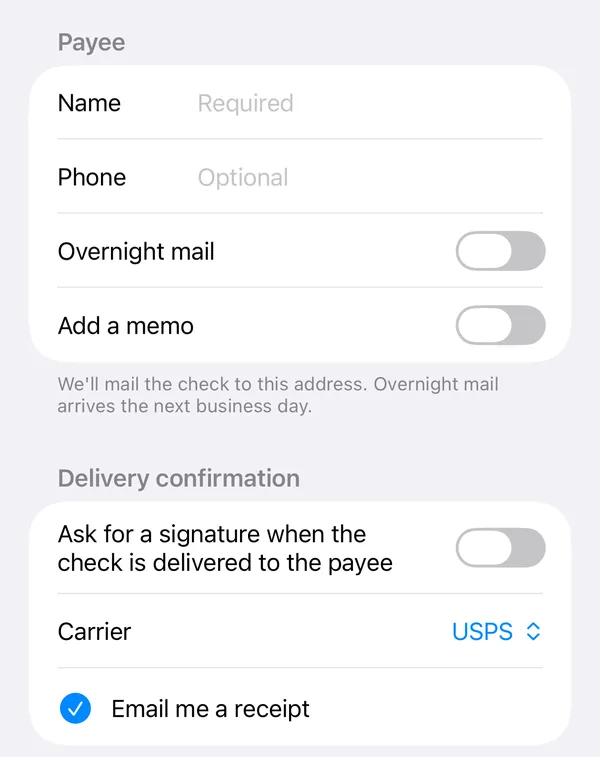 Payee
Name Required
Phone Optional
Overnight mail
Add a memo
We'll mail the check to this address. Overnight mail
arrives the next business day.
Delivery confirmation
Ask for a signature when the
check is delivered to the payee
Carrier USPS
Email me a receipt